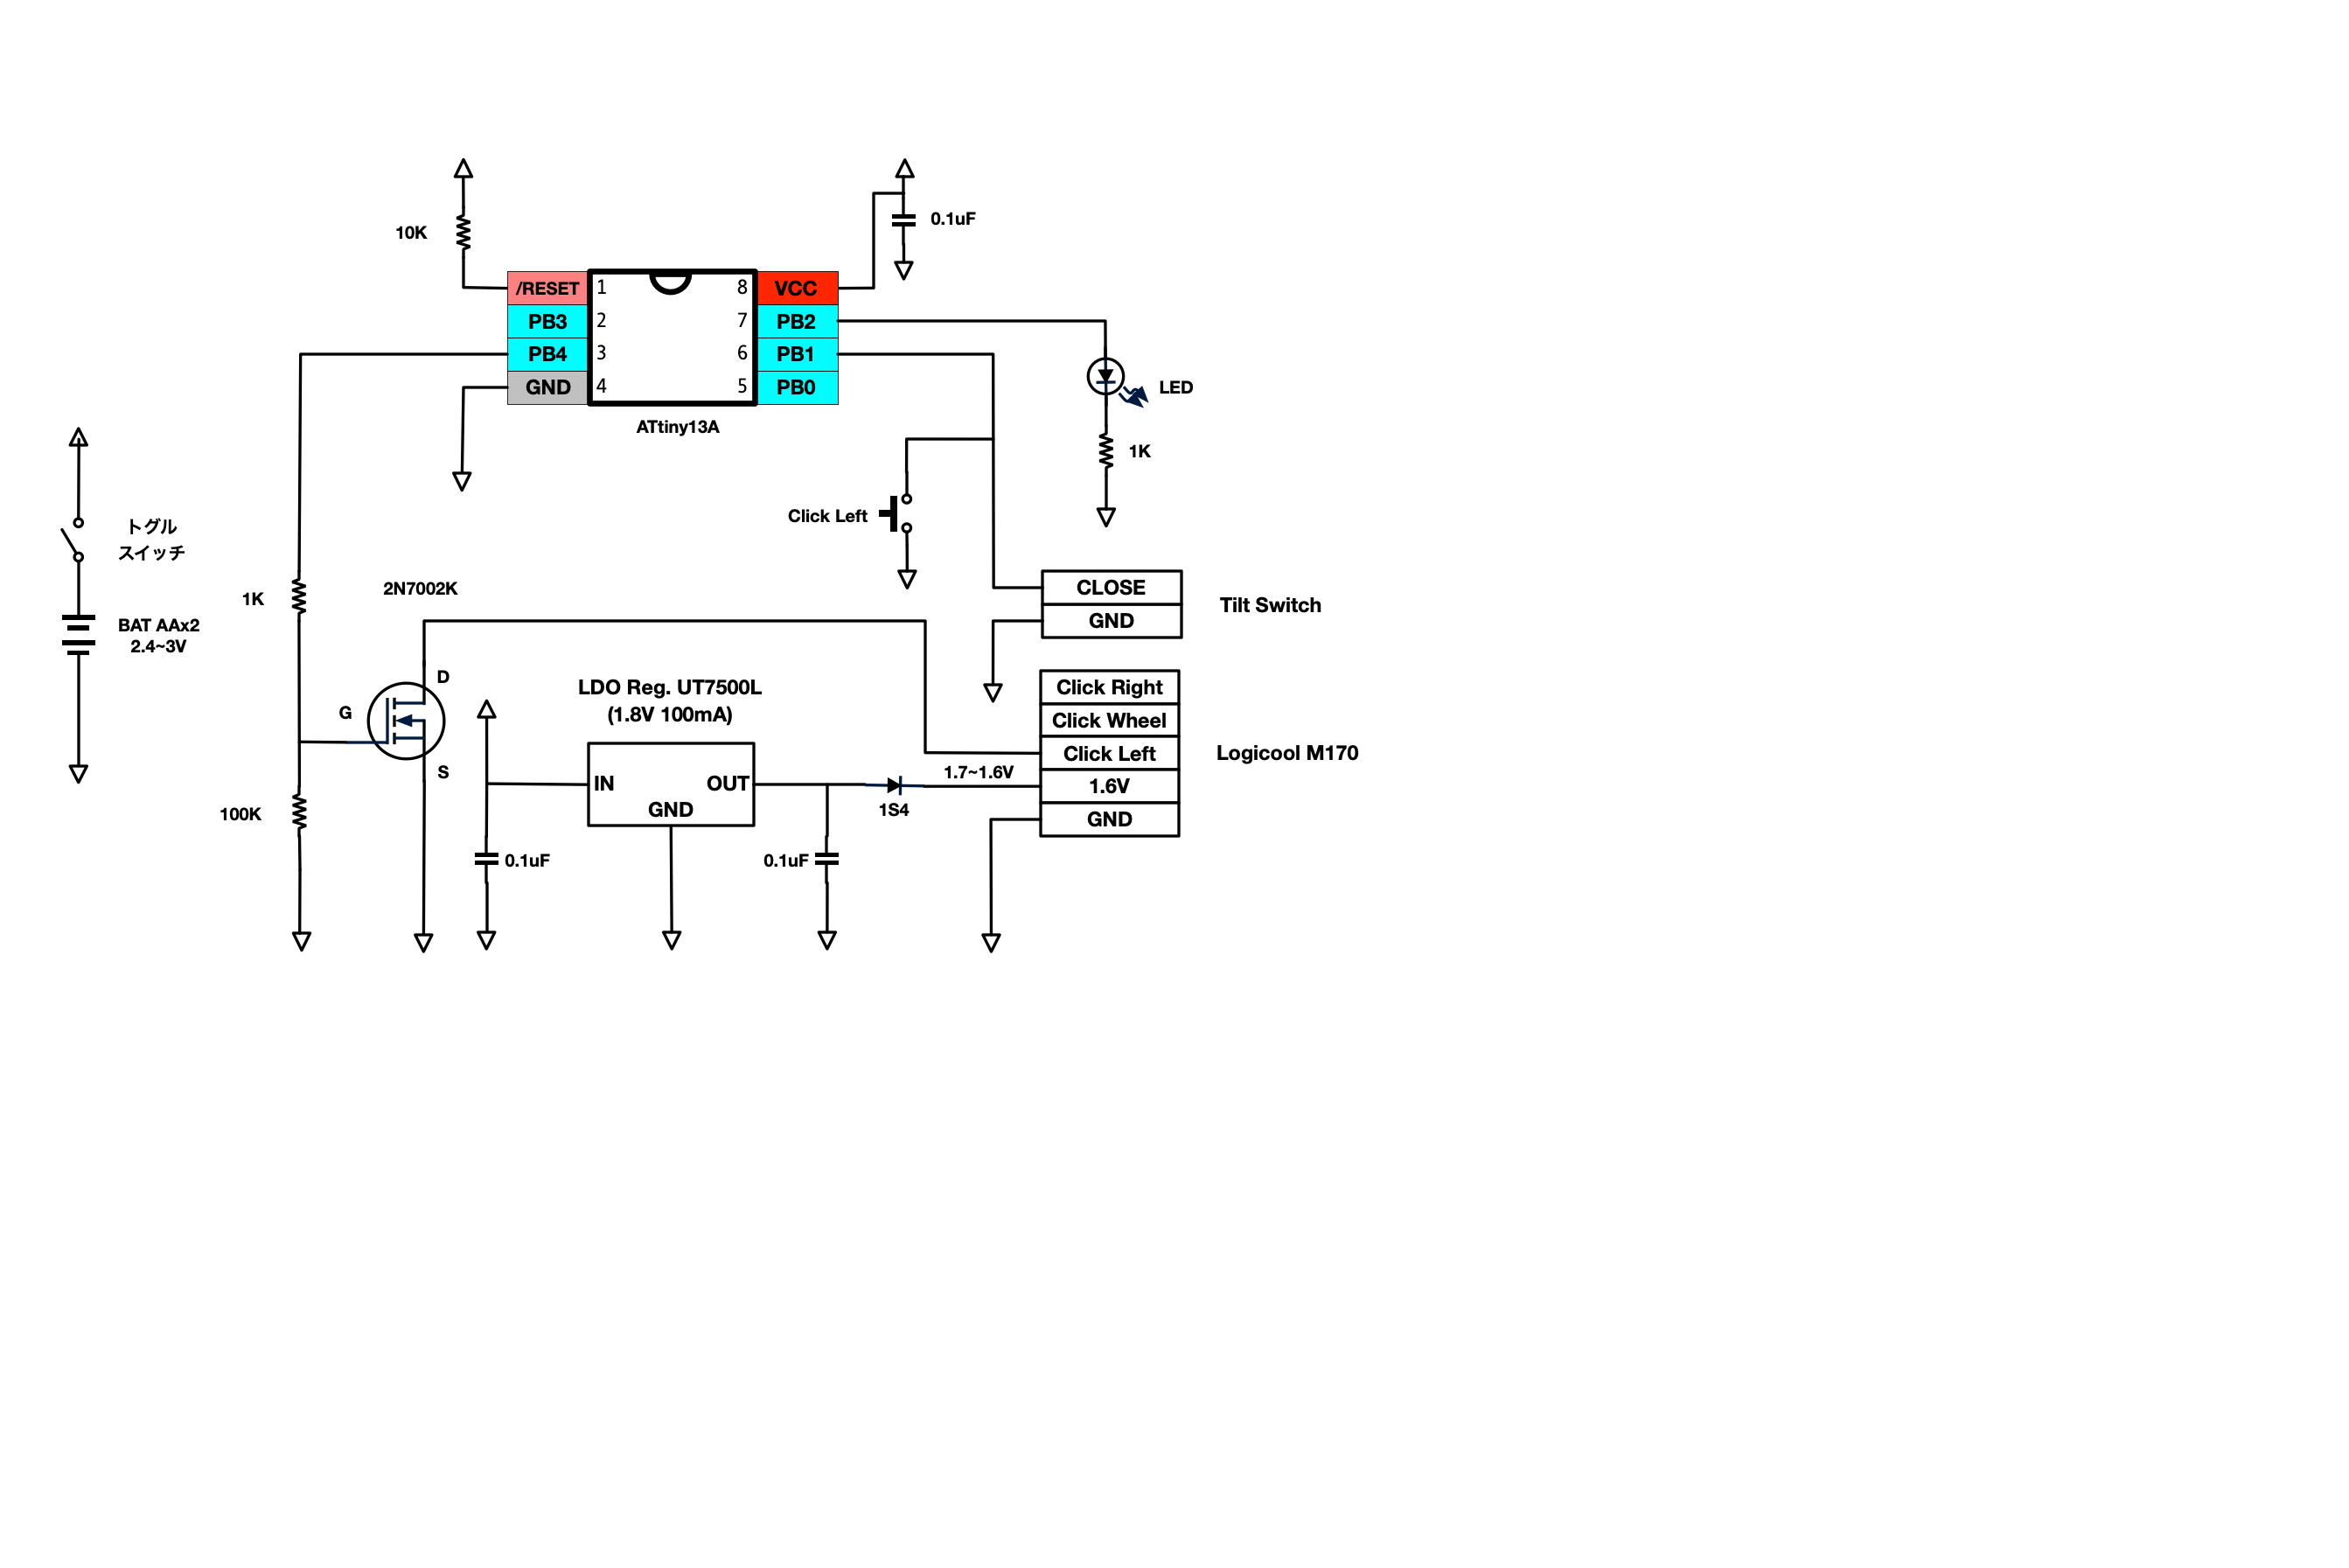 10K
0.1uF
/RESET
1
8
VCC
PB3
2
7
PB2
PB4
3
6
PB1
GND
4
5
PB0
ATtiny13A
LED
1K
Click Left
トグル
スイッチ
BAT AAx2
2.4~3V
1K
2N7002K
CLOSE
GND
Tilt Switch
D
G
S
100K
LDO Reg. UT7500L
(1.8V 100mA)
IN
OUT
GND
0.1uF
0.1uF
1.7~1.6V
1S4
Click Right
Click Wheel
Click Left
1.6V
GND
Logicool M170